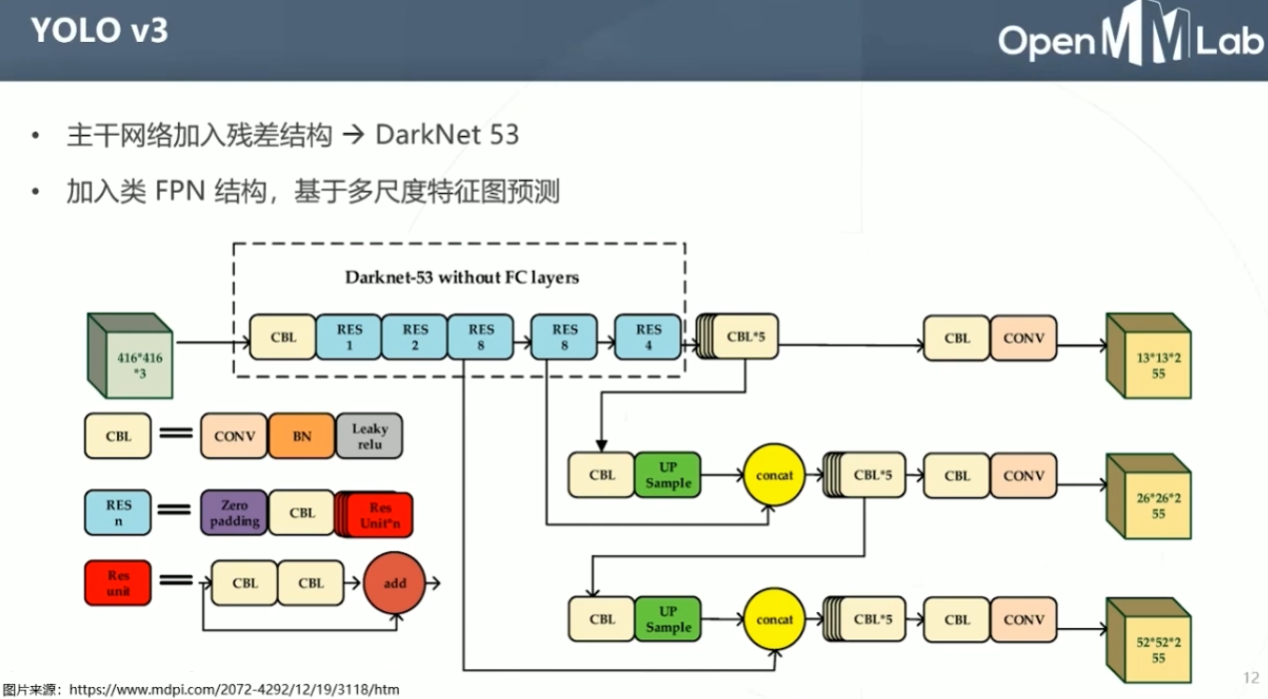 YOLO v3
OpenMMLab
• 主干网络加入残差结构 → DarkNet 53
• 加入类 FPN 结构，基于多尺度特征图预测
Darknet-53 without FC layers
416*416
*3
CBL
RES
1
RES
2
RES
8
RES
8
RES
4
CBL*5
CBL
CONV
13*13*2
55
CBL
CONV
BN
Leaky
relu
CBL
UP
Sample
concat
CBL*5
CBL
CONV
26*26*2
55
RES
n
Zero
padding
CBL
Res
Unit*n
Res
unit
CBL
CBL
add
CBL
UP
Sample
concat
CBL*5
CBL
CONV
52*52*2
55
图片来源：https://www.mdpi.com/2072-4292/12/19/3118/htm
12